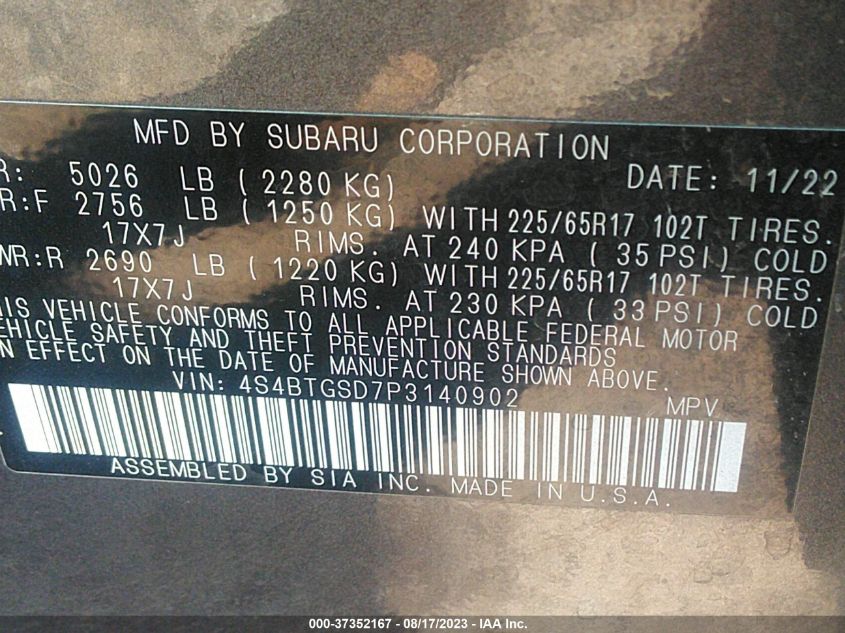 MFD BY SUBARU CORPORATION
R: 5026 LB ( 2280 KG) DATE: 11/22
R:F 2756 LB ( 1250 KG) WITH 225/65R17 102T TIRES.
17X7J RIMS. AT 240 KPA ( 35 PSI) COLD
WR:R 2690 LB ( 1220 KG) WITH 225/65R17 102T TIRES.
17X7J RIMS. AT 230 KPA ( 33 PSI) COLD
HIS VEHICLE CONFORMS TO ALL APPLICABLE FEDERAL MOTOR
EHICLE SAFETY AND THEFT PREVENTION STANDARDS
N EFFECT ON THE DATE OF MANUFACTURE SHOWN ABOVE.
VIN: 4S4BTGSD7P3140902 MPV
ASSEMBLED BY SIA INC. MADE IN U.S.A.
000-37352167 - 08/17/2023 - IAA Inc.